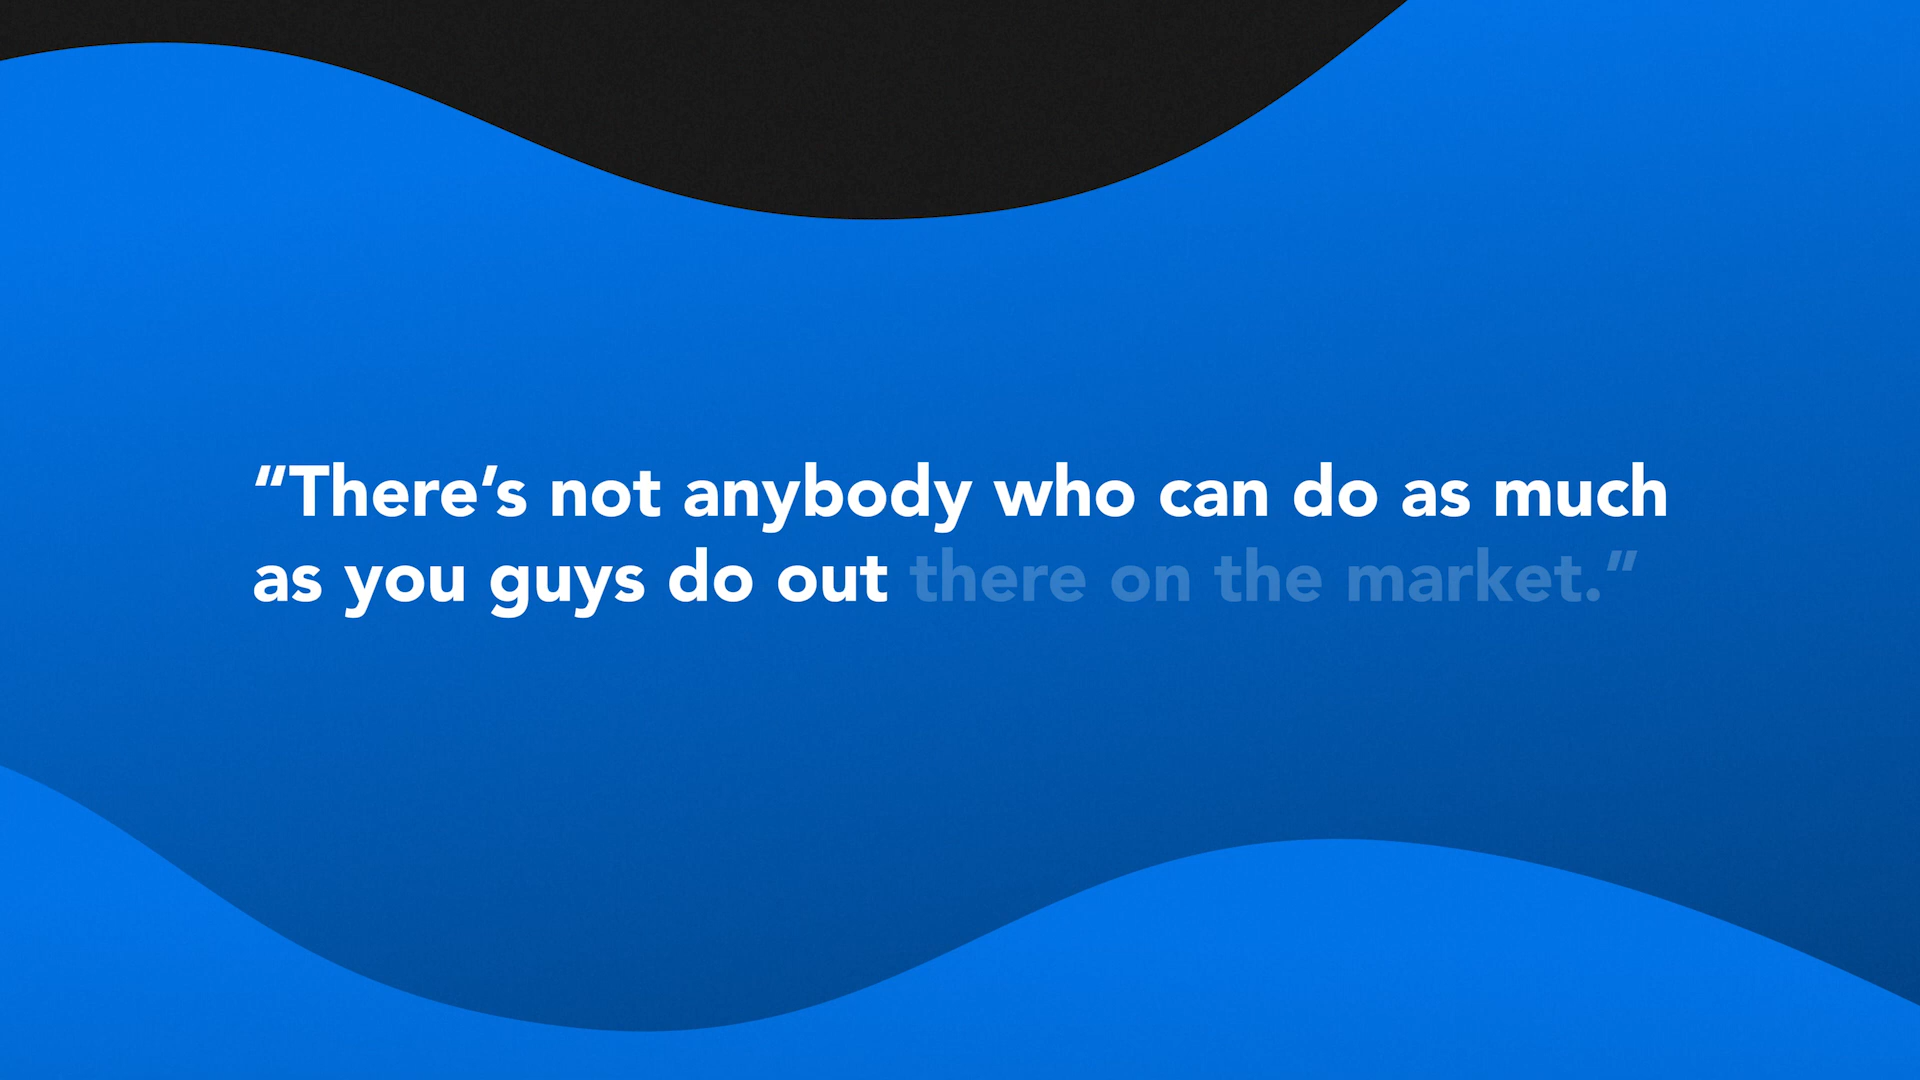 “There’s not anybody who can do as much
as you guys do out there on the market.”